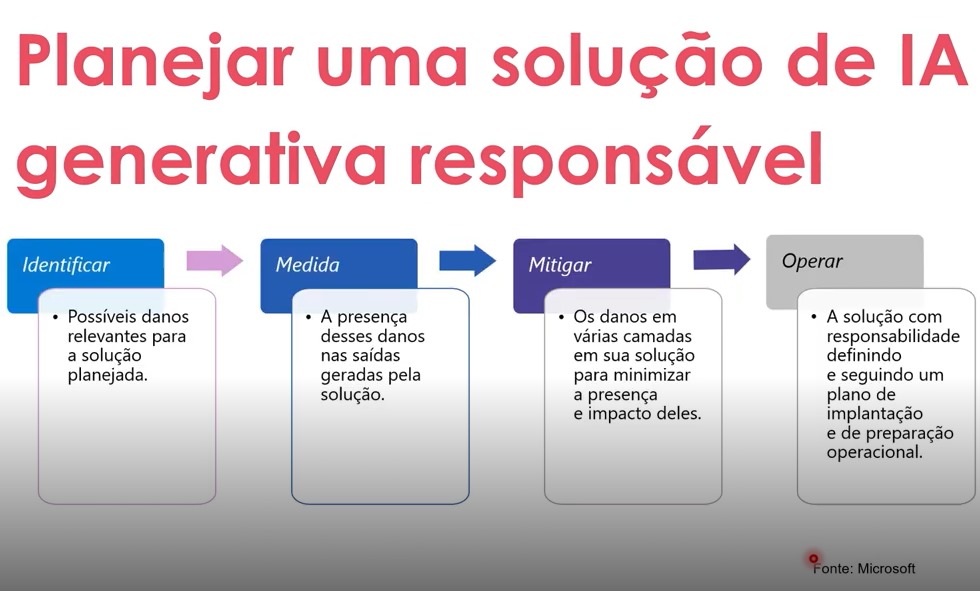 Planejar uma solução de IA
generativa responsável
Identificar
• Possíveis danos
relevantes para
a solução
planejada.
Medida
• A presença
desses danos
nas saídas
geradas pela
solução.
Mitigar
• Os danos em
várias camadas
em sua solução
para minimizar
a presença
e impacto deles.
Operar
• A solução com
responsabilidade
definindo
e seguindo um
plano de
implantação
e de preparação
operacional.
Fonte: Microsoft